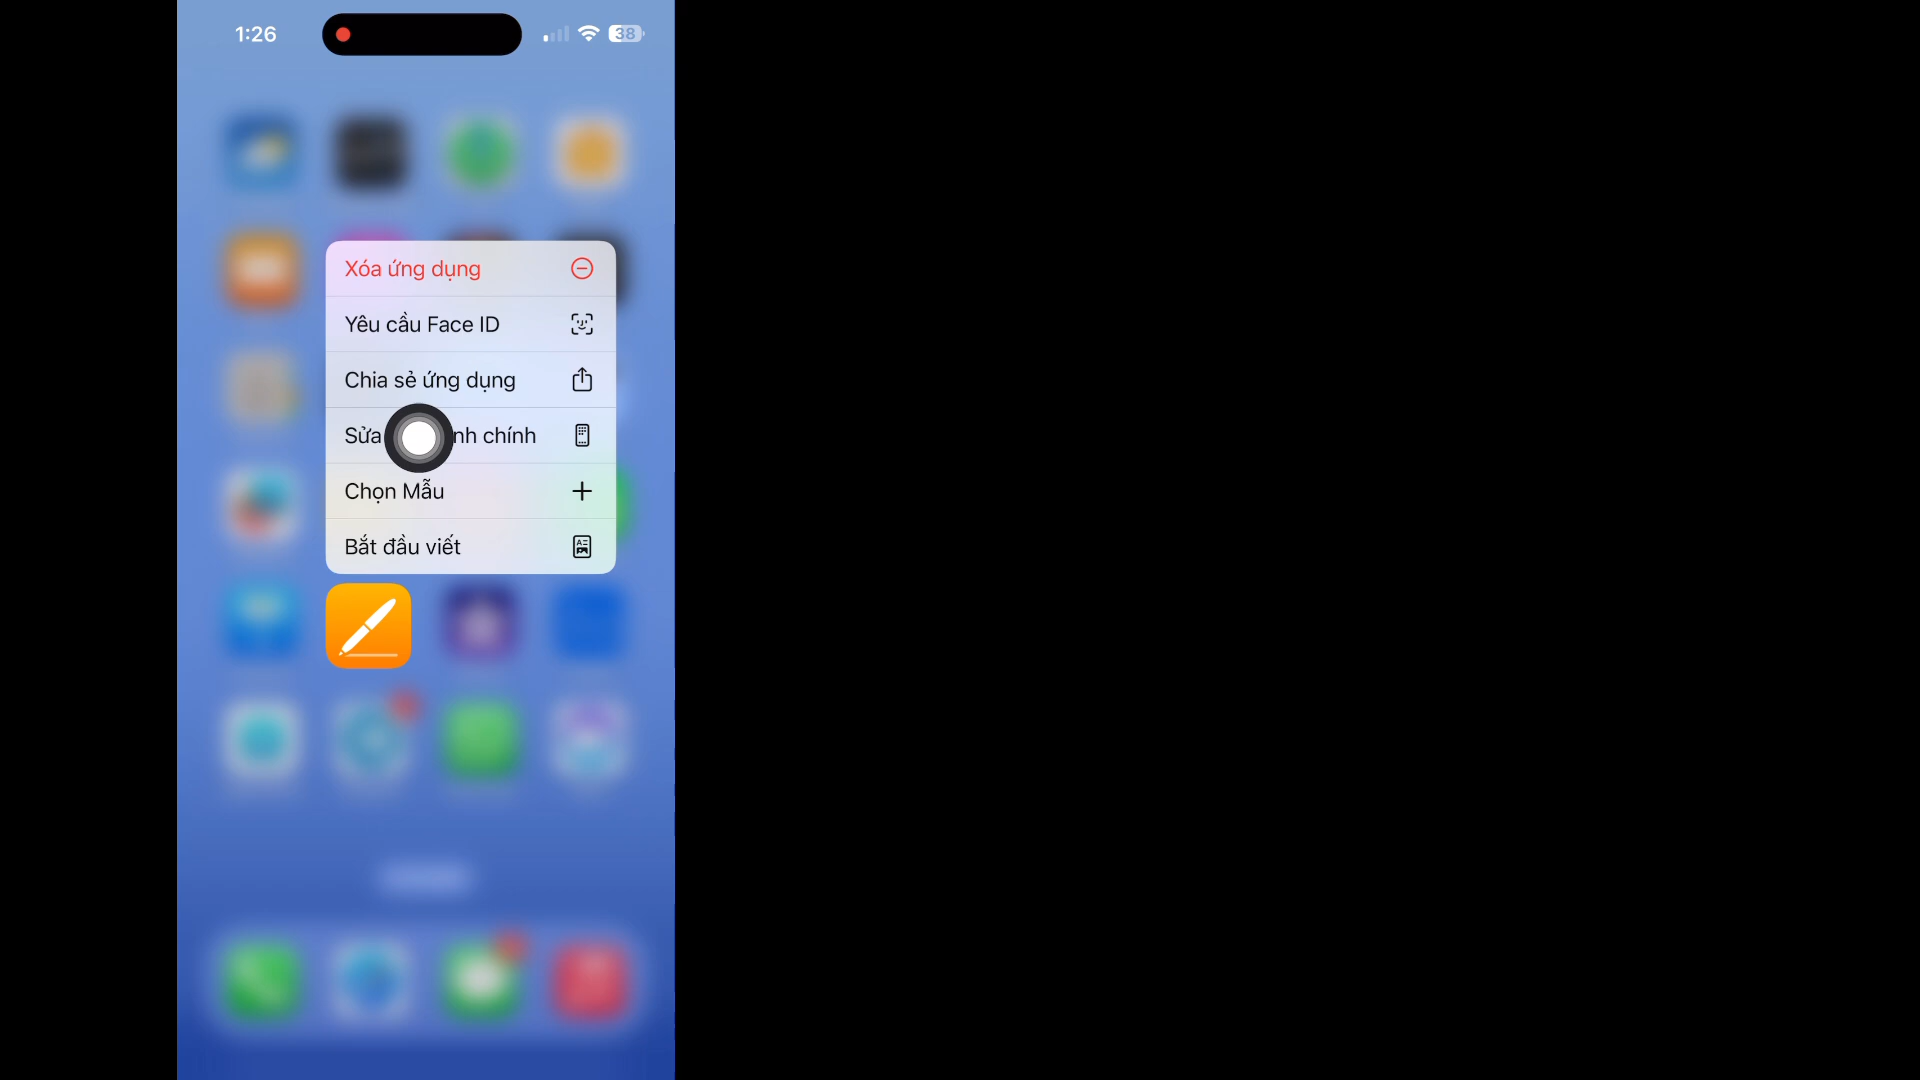 1:26
38
Xóa ứng dụng
Yêu cầu Face ID
Chia sẻ ứng dụng
Sửa nh chính
Chọn Mẫu
Bắt đầu viết